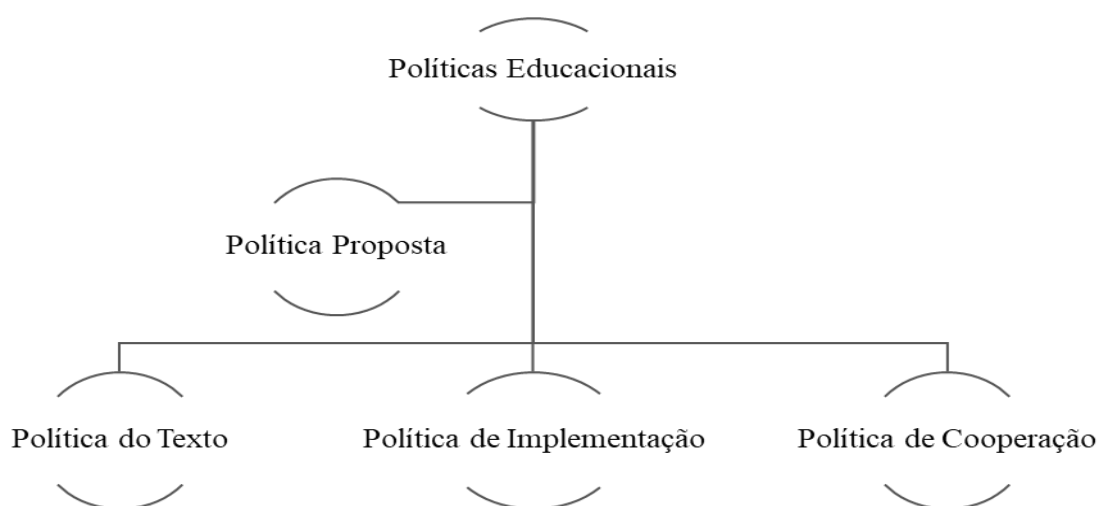 Políticas Educacionais
Política Proposta
Política do Texto
Política de Implementação
Política de Cooperação